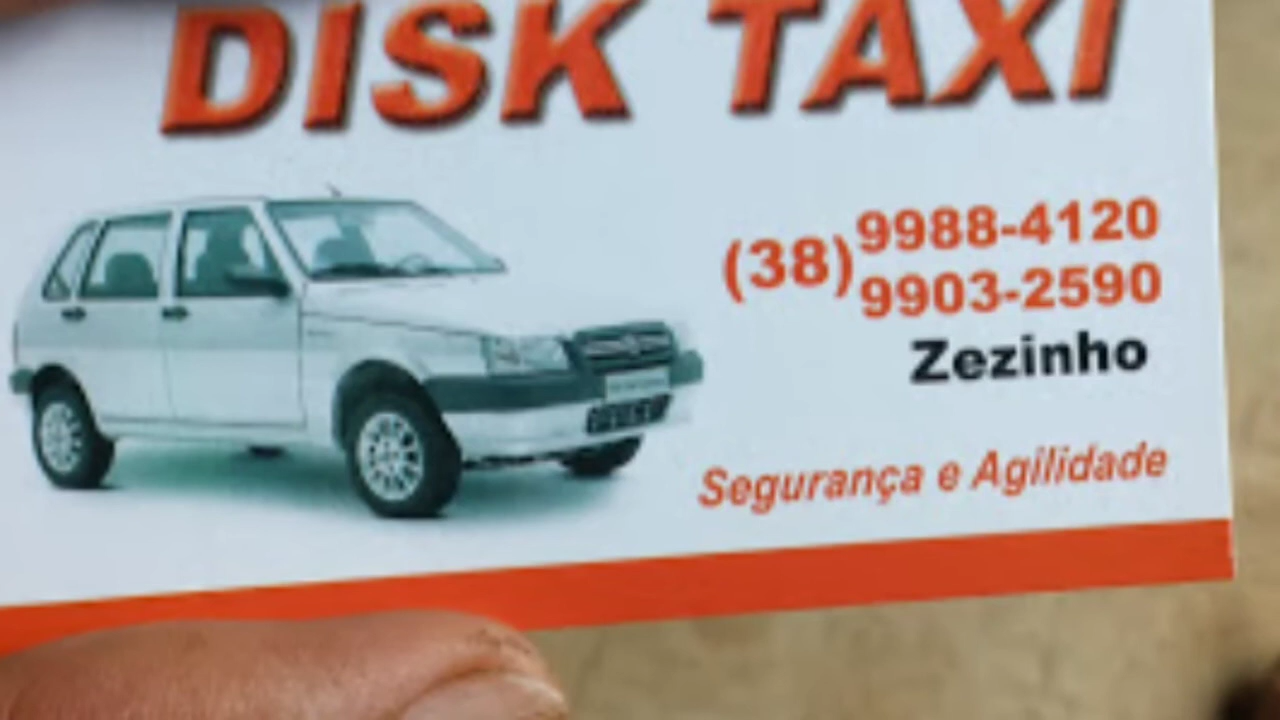 DISK TAXI
(38) 9988-4120
9903-2590
Zezinho
Segurança e Agilidade